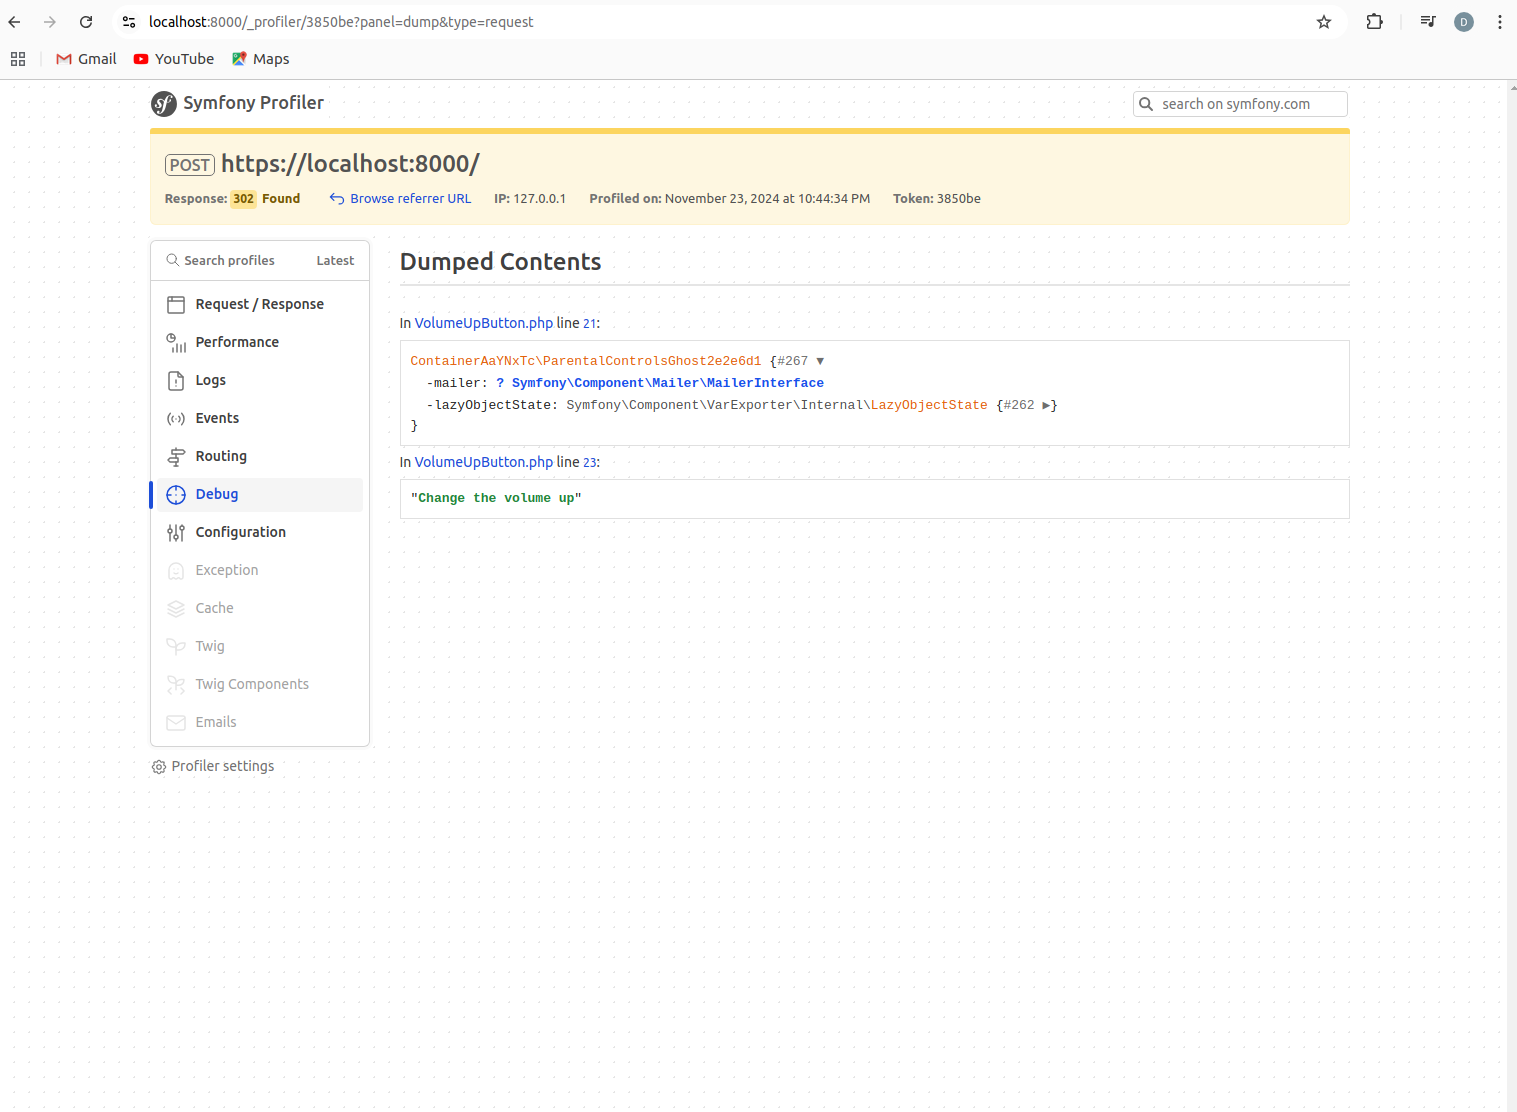 localhost:8000/_profiler/3850be?panel=dump&type=request
D
Gmail YouTube Maps
sf Symfony Profiler
search on symfony.com
POST https://localhost:8000/
Response: 302 Found Browse referrer URL IP: 127.0.0.1 Profiled on: November 23, 2024 at 10:44:34 PM Token: 3850be
Search profiles Latest
Request / Response
Performance
Logs
Events
Routing
Debug
Configuration
Exception
Cache
Twig
Twig Components
Emails
Profiler settings
Dumped Contents
In VolumeUpButton.php line 21:
ContainerAaYNxTc\ParentalControlsGhost2e2e6d1 {#267 ▼
-mailer: ? Symfony\Component\Mailer\MailerInterface
-lazyObjectState: Symfony\Component\VarExporter\Internal\LazyObjectState {#262 ▶}
}
In VolumeUpButton.php line 23:
"Change the volume up"